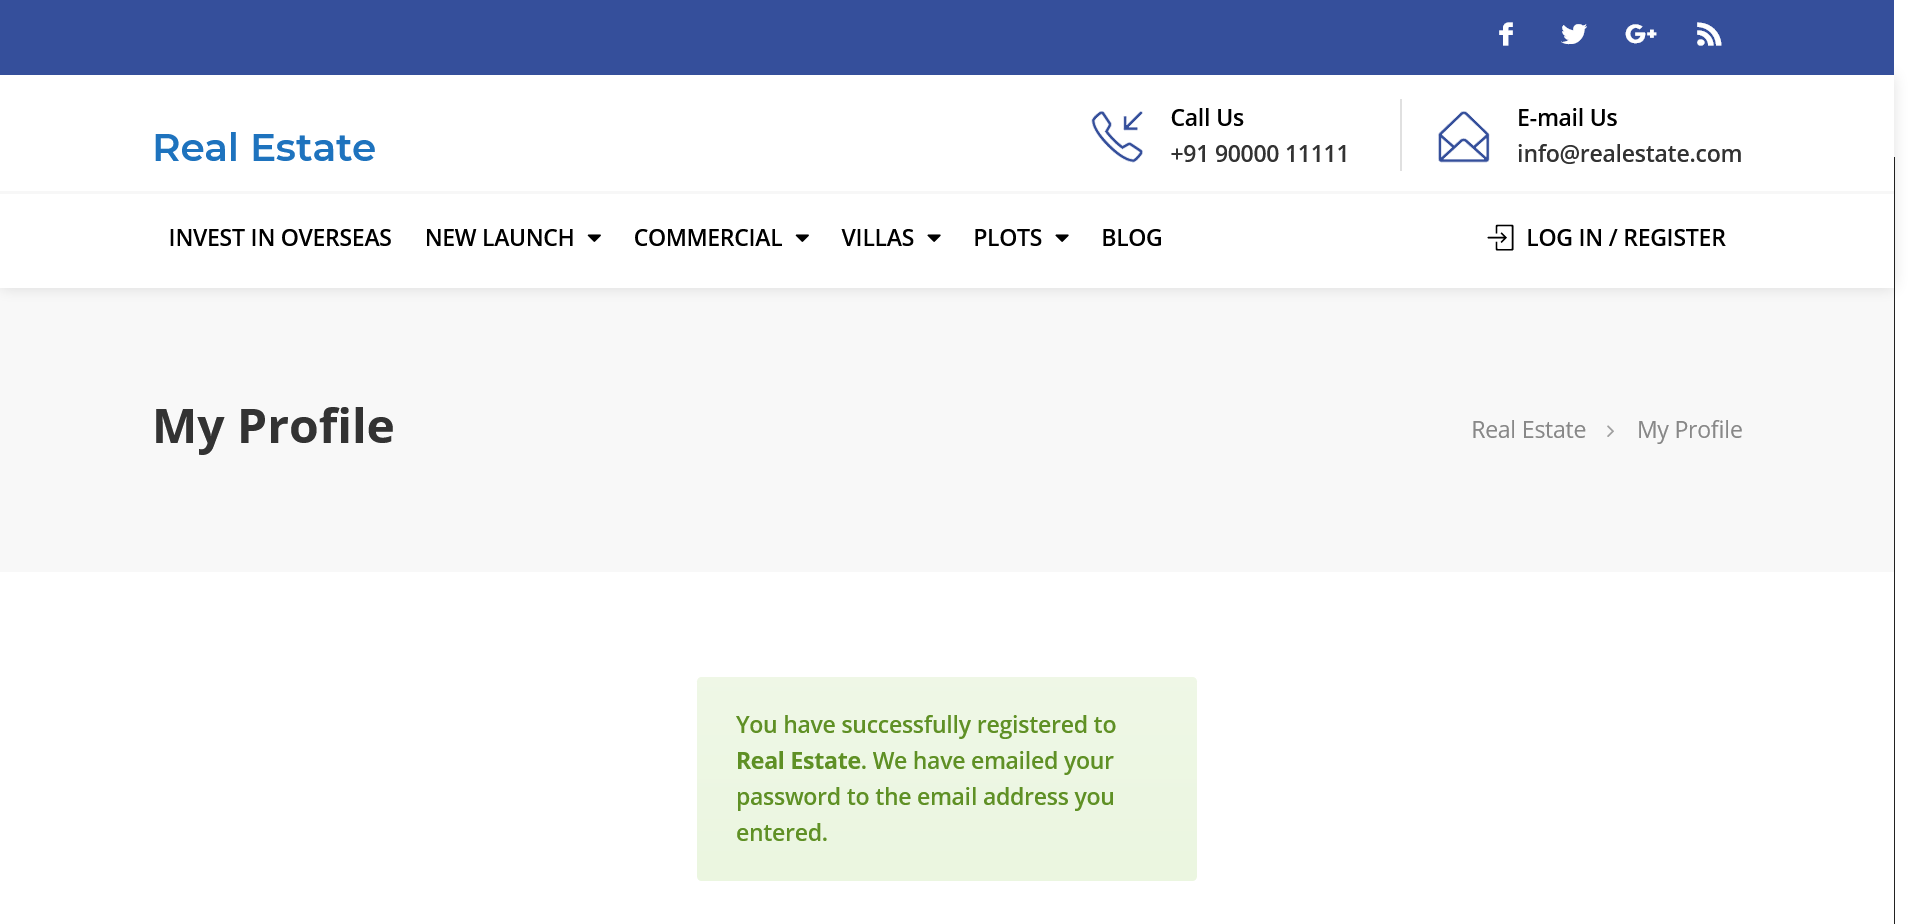 Real Estate
Call Us
+91 90000 11111
E-mail Us
info@realestate.com
INVEST IN OVERSEAS NEW LAUNCH COMMERCIAL VILLAS PLOTS BLOG LOG IN / REGISTER
My Profile
Real Estate > My Profile
You have successfully registered to
Real Estate. We have emailed your
password to the email address you
entered.